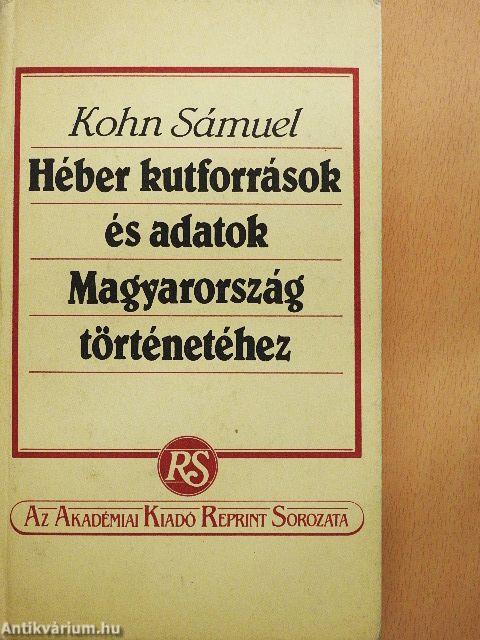 Kohn Sámuel
Héber kutforrások
és adatok
Magyarország
történetéhez
RS
AZ AKADÉMIAI KIADÓ REPRINT SOROZATA
Antikvárium.hu